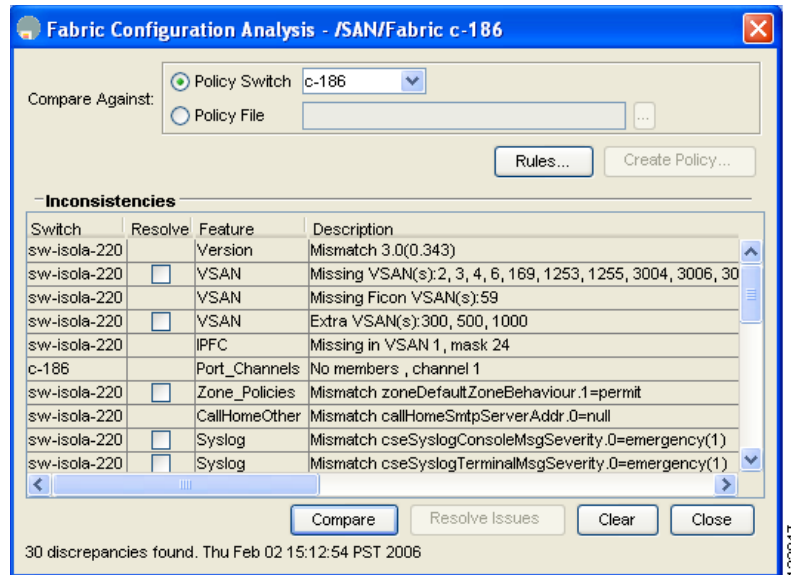 Fabric Configuration Analysis - /SAN/Fabric c-186
Compare Against:
Policy Switch c-186
Policy File
...
Rules... Create Policy...
Inconsistencies
Switch Resolve Feature Description
sw-isola-220 Version Mismatch 3.0(0.343)
sw-isola-220 VSAN Missing VSAN(s):2, 3, 4, 6, 169, 1253, 1255, 3004, 3006, 30
sw-isola-220 VSAN Missing Ficon VSAN(s):59
sw-isola-220 VSAN Extra VSAN(s):300, 500, 1000
sw-isola-220 IPFC Missing in VSAN 1, mask 24
c-186 Port_Channels No members , channel 1
sw-isola-220 Zone_Policies Mismatch zoneDefaultZoneBehaviour.1=permit
sw-isola-220 CallHomeOther Mismatch callHomeSmtpServerAddr.0=null
sw-isola-220 Syslog Mismatch cseSyslogConsoleMsgSeverity.0=emergency(1)
sw-isola-220 Syslog Mismatch cseSyslogTerminalMsgSeverity.0=emergency(1)
Compare Resolve Issues Clear Close
30 discrepancies found. Thu Feb 02 15:12:54 PST 2006